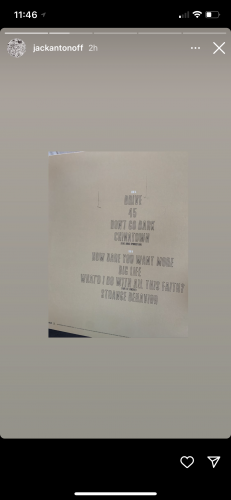 11:46
jackantonoff 2h
DRIVE
45
DON'T GO DARK
CHINATOWN
HOW DARE YOU WANT MORE
BIG LIFE
WHAT'D I DO WITH ALL THIS FAITH?
STRANGE BEHAVIOR